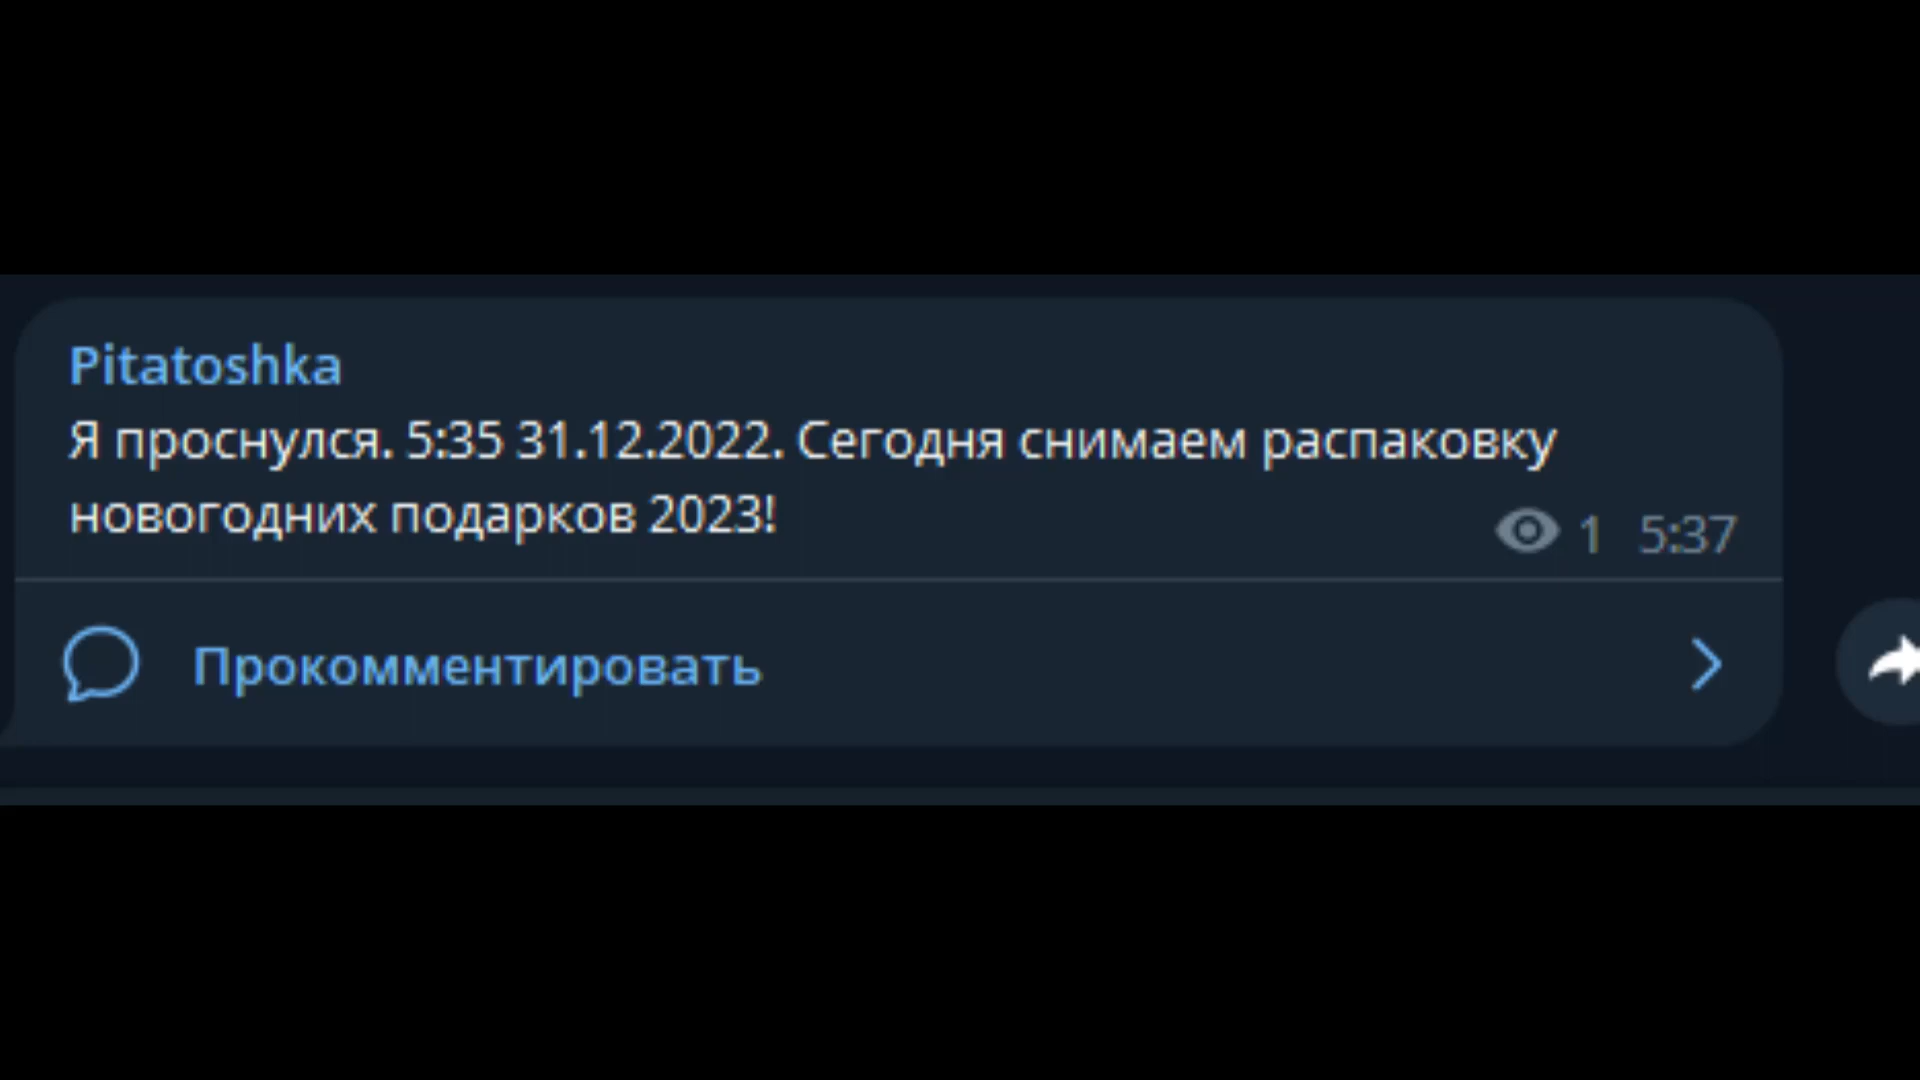 Pitatoshka
Я проснулся. 5:35 31.12.2022. Сегодня снимаем распаковку
новогодних подарков 2023!
1 5:37
Прокомментировать